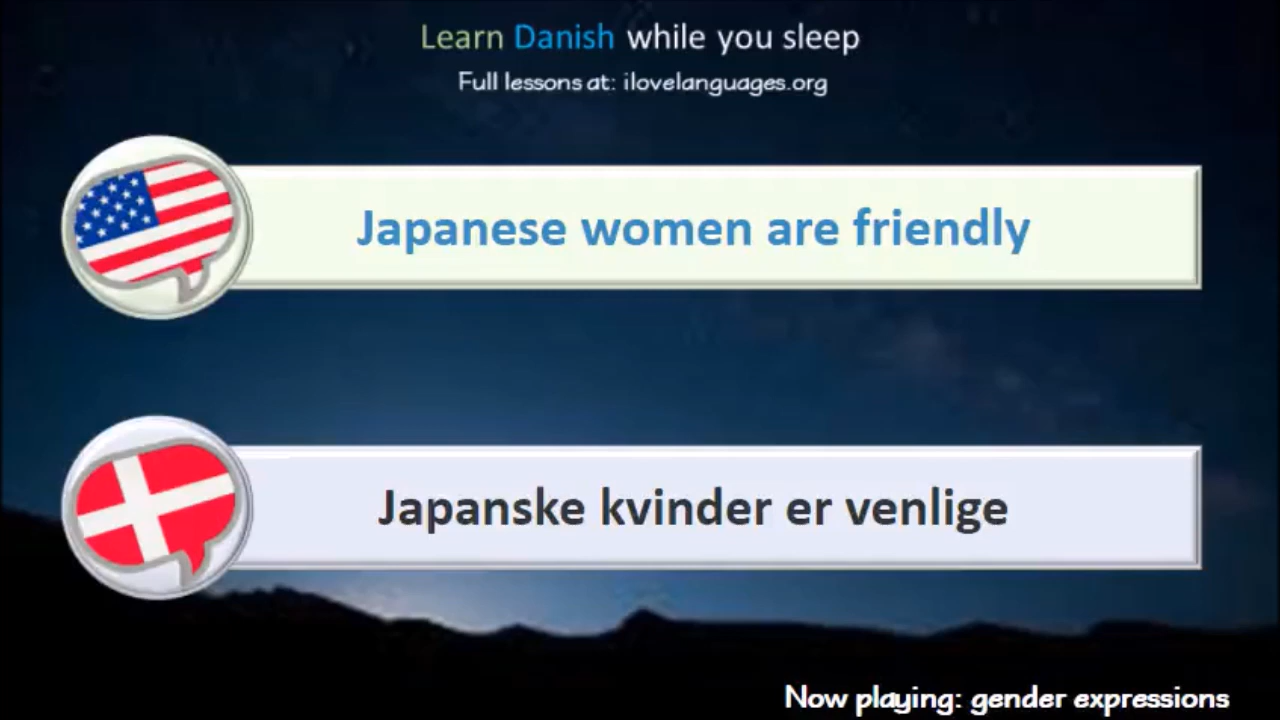 Learn Danish while you sleep
Full lessons at: ilovelanguages.org
Japanese women are friendly
Japanske kvinder er venlige
Now playing: gender expressions